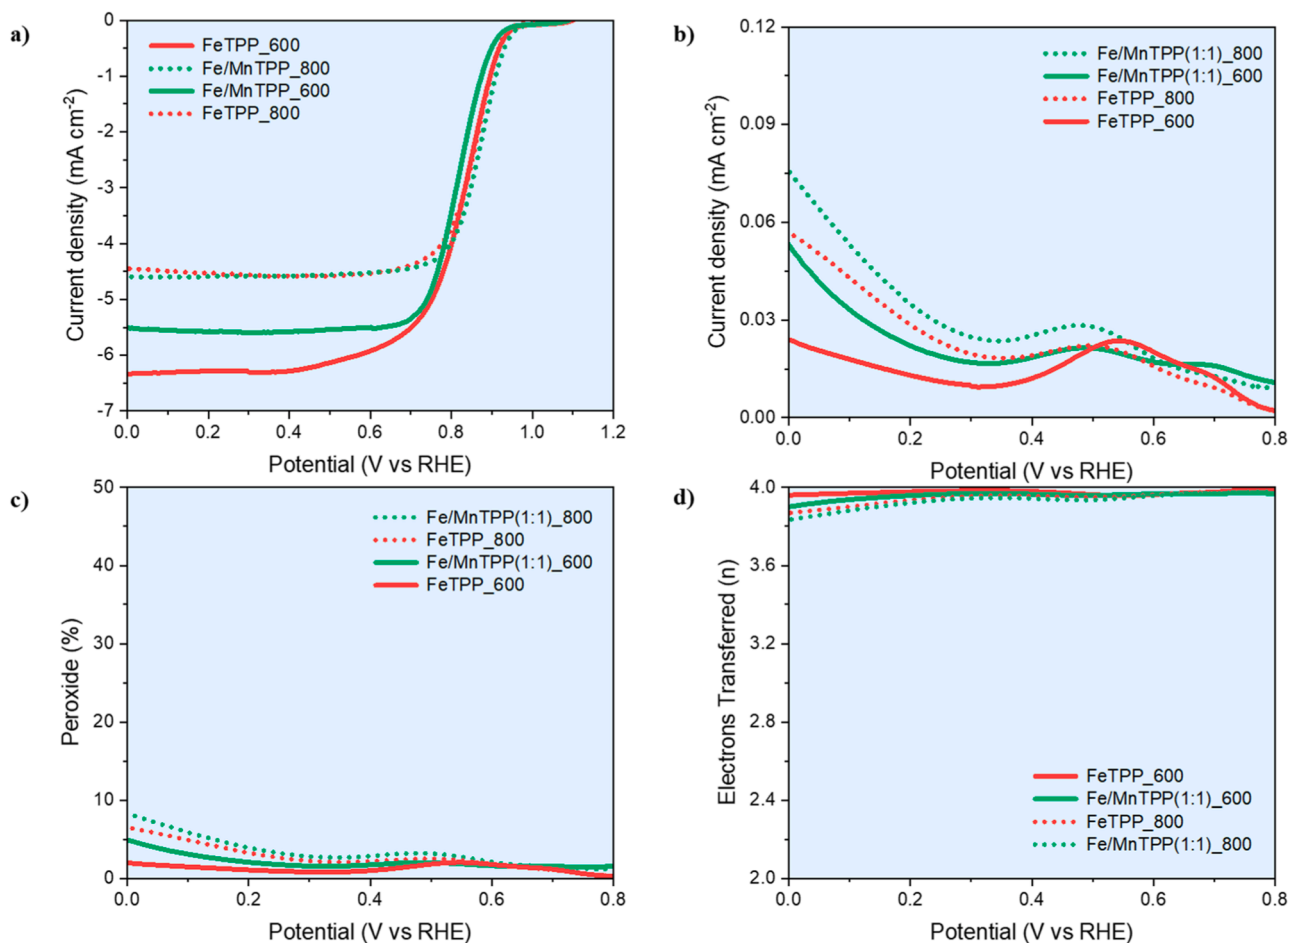 a)
FeTPP_600
Fe/MnTPP_800
Fe/MnTPP_600
FeTPP_800
0
-1
-2
-3
-4
-5
-6
-7
Current density (mA cm-2)
0.0 0.2 0.4 0.6 0.8 1.0 1.2
Potential (V vs RHE)
b)
Fe/MnTPP(1:1)_800
Fe/MnTPP(1:1)_600
FeTPP_800
FeTPP_600
0.12
0.09
0.06
0.03
0.00
Current density (mA cm-2)
0.0 0.2 0.4 0.6 0.8
Potential (V vs RHE)
c)
Fe/MnTPP(1:1)_800
FeTPP_800
Fe/MnTPP(1:1)_600
FeTPP_600
50
40
30
20
10
0
Peroxide (%)
0.0 0.2 0.4 0.6 0.8
Potential (V vs RHE)
d)
4.0
3.6
3.2
2.8
2.4
2.0
Electrons Transferred (n)
FeTPP_600
Fe/MnTPP(1:1)_600
FeTPP_800
Fe/MnTPP(1:1)_800
0.0 0.2 0.4 0.6 0.8
Potential (V vs RHE)